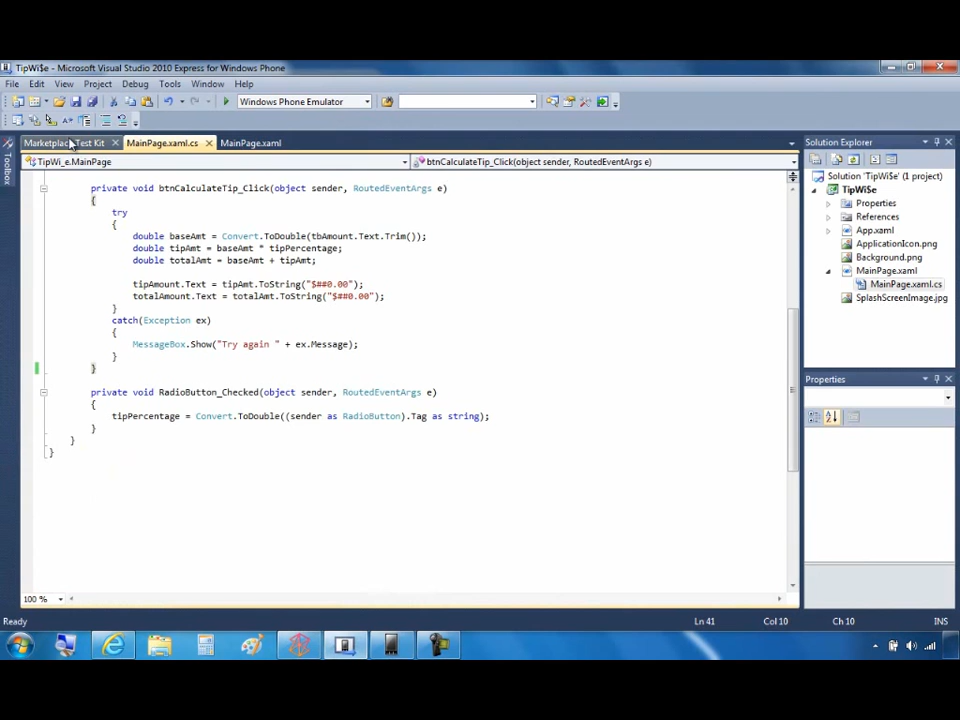 TipWi$e - Microsoft Visual Studio 2010 Express for Windows Phone
File Edit View Project Debug Tools Window Help
Windows Phone Emulator
Marketplace Test Kit MainPage.xaml.cs MainPage.xaml
TipWi_e.MainPage btnCalculateTip_Click(object sender, RoutedEventArgs e)
Toolbox
private void btnCalculateTip_Click(object sender, RoutedEventArgs e)
{
try
{
double baseAmt = Convert.ToDouble(tbAmount.Text.Trim());
double tipAmt = baseAmt * tipPercentage;
double totalAmt = baseAmt + tipAmt;
tipAmount.Text = tipAmt.ToString("$##0.00");
totalAmount.Text = totalAmt.ToString("$##0.00");
}
catch(Exception ex)
{
MessageBox.Show("Try again " + ex.Message);
}
}
private void RadioButton_Checked(object sender, RoutedEventArgs e)
{
tipPercentage = Convert.ToDouble((sender as RadioButton).Tag as string);
}
}
}
100 %
Solution Explorer
Solution 'TipWi$e' (1 project)
TipWi$e
Properties
References
App.xaml
ApplicationIcon.png
Background.png
MainPage.xaml
MainPage.xaml.cs
SplashScreenImage.jpg
Properties
Ready Ln 41 Col 10 Ch 10 INS